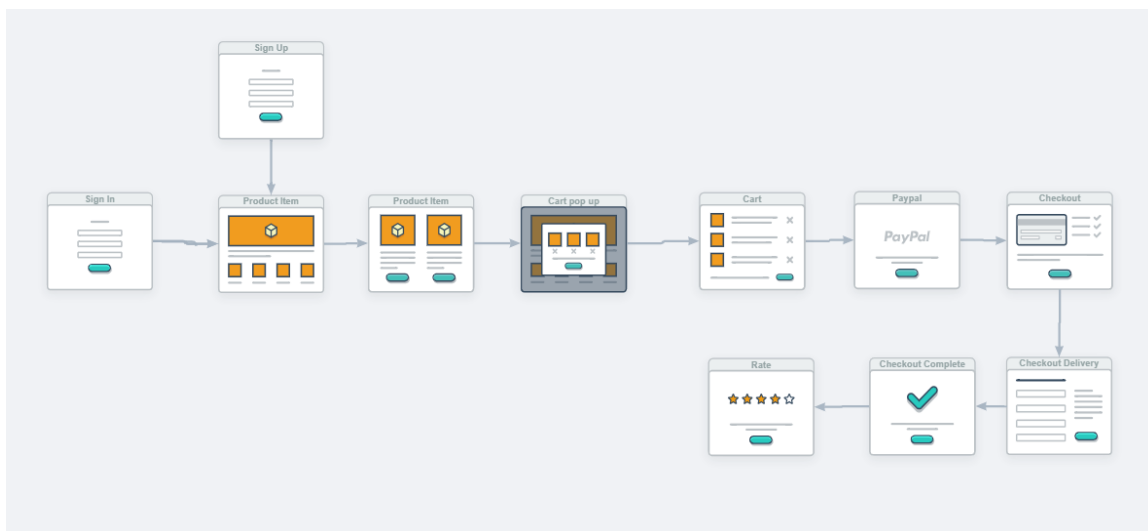 Sign Up
Sign In
Product Item
Product Item
Cart pop up
Cart
Paypal
PayPal
Checkout
Rate
Checkout Complete
Checkout Delivery